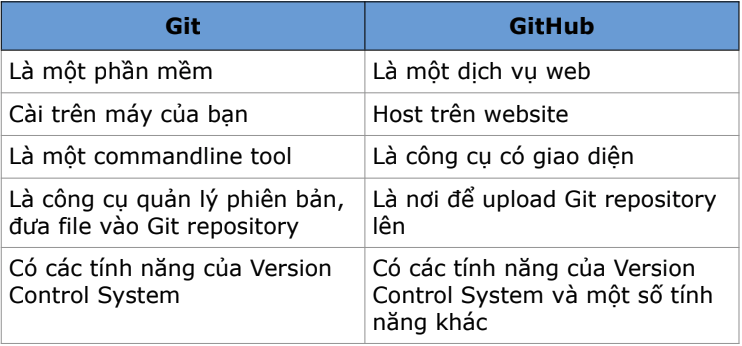 Git
GitHub
Là một phần mềm
Là một dịch vụ web
Cài trên máy của bạn
Host trên website
Là một commandline tool
Là công cụ có giao diện
Là công cụ quản lý phiên bản,
đưa file vào Git repository
Là nơi để upload Git repository
lên
Có các tính năng của Version
Control System
Có các tính năng của Version
Control System và một số tính
năng khác